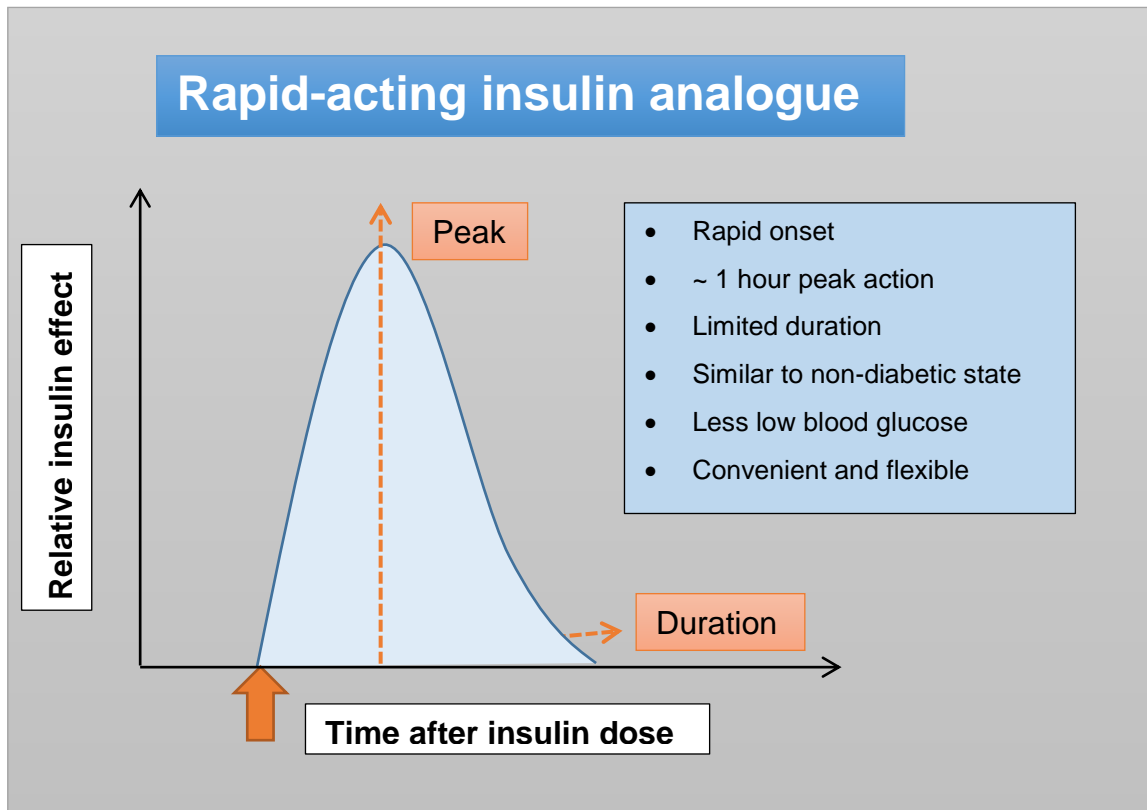 Rapid-acting insulin analogue
Relative insulin effect
Peak
• Rapid onset
• ~ 1 hour peak action
• Limited duration
• Similar to non-diabetic state
• Less low blood glucose
• Convenient and flexible
Duration
Time after insulin dose